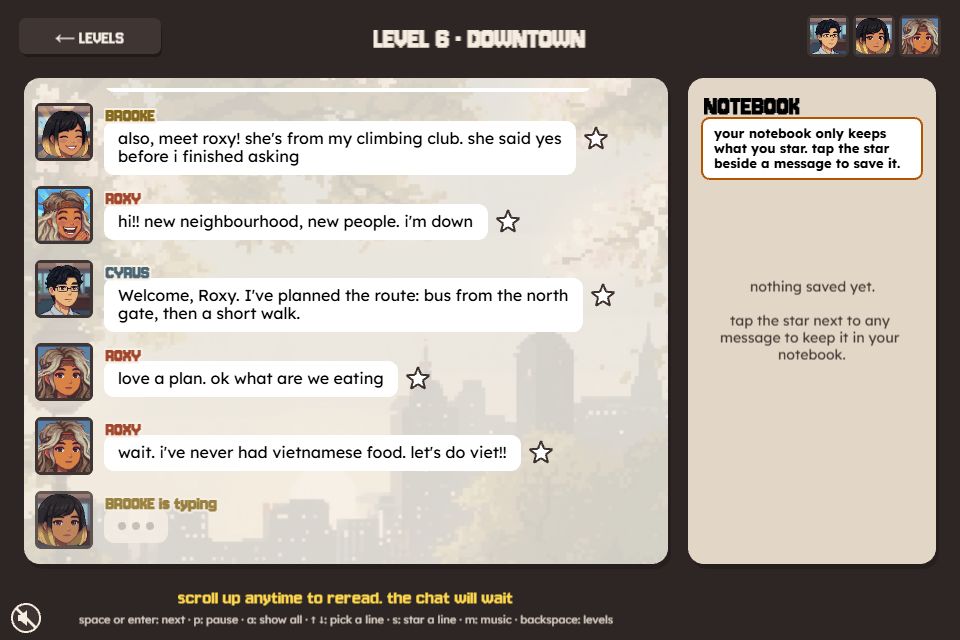 ← LEVELS
LEVEL 6 · DOWNTOWN
BROOKE
also, meet roxy! she's from my climbing club. she said yes
before i finished asking
ROXY
hi!! new neighbourhood, new people. i'm down
CYRUS
Welcome, Roxy. I've planned the route: bus from the north
gate, then a short walk.
ROXY
love a plan. ok what are we eating
ROXY
wait. i've never had vietnamese food. let's do viet!!
BROOKE is typing
NOTEBOOK
your notebook only keeps
what you star. tap the star
beside a message to save it.
nothing saved yet.
tap the star next to any
message to keep it in your
notebook.
scroll up anytime to reread. the chat will wait
space or enter: next · p: pause · a: show all · ↑ ↓: pick a line · s: star a line · m: music · backspace: levels